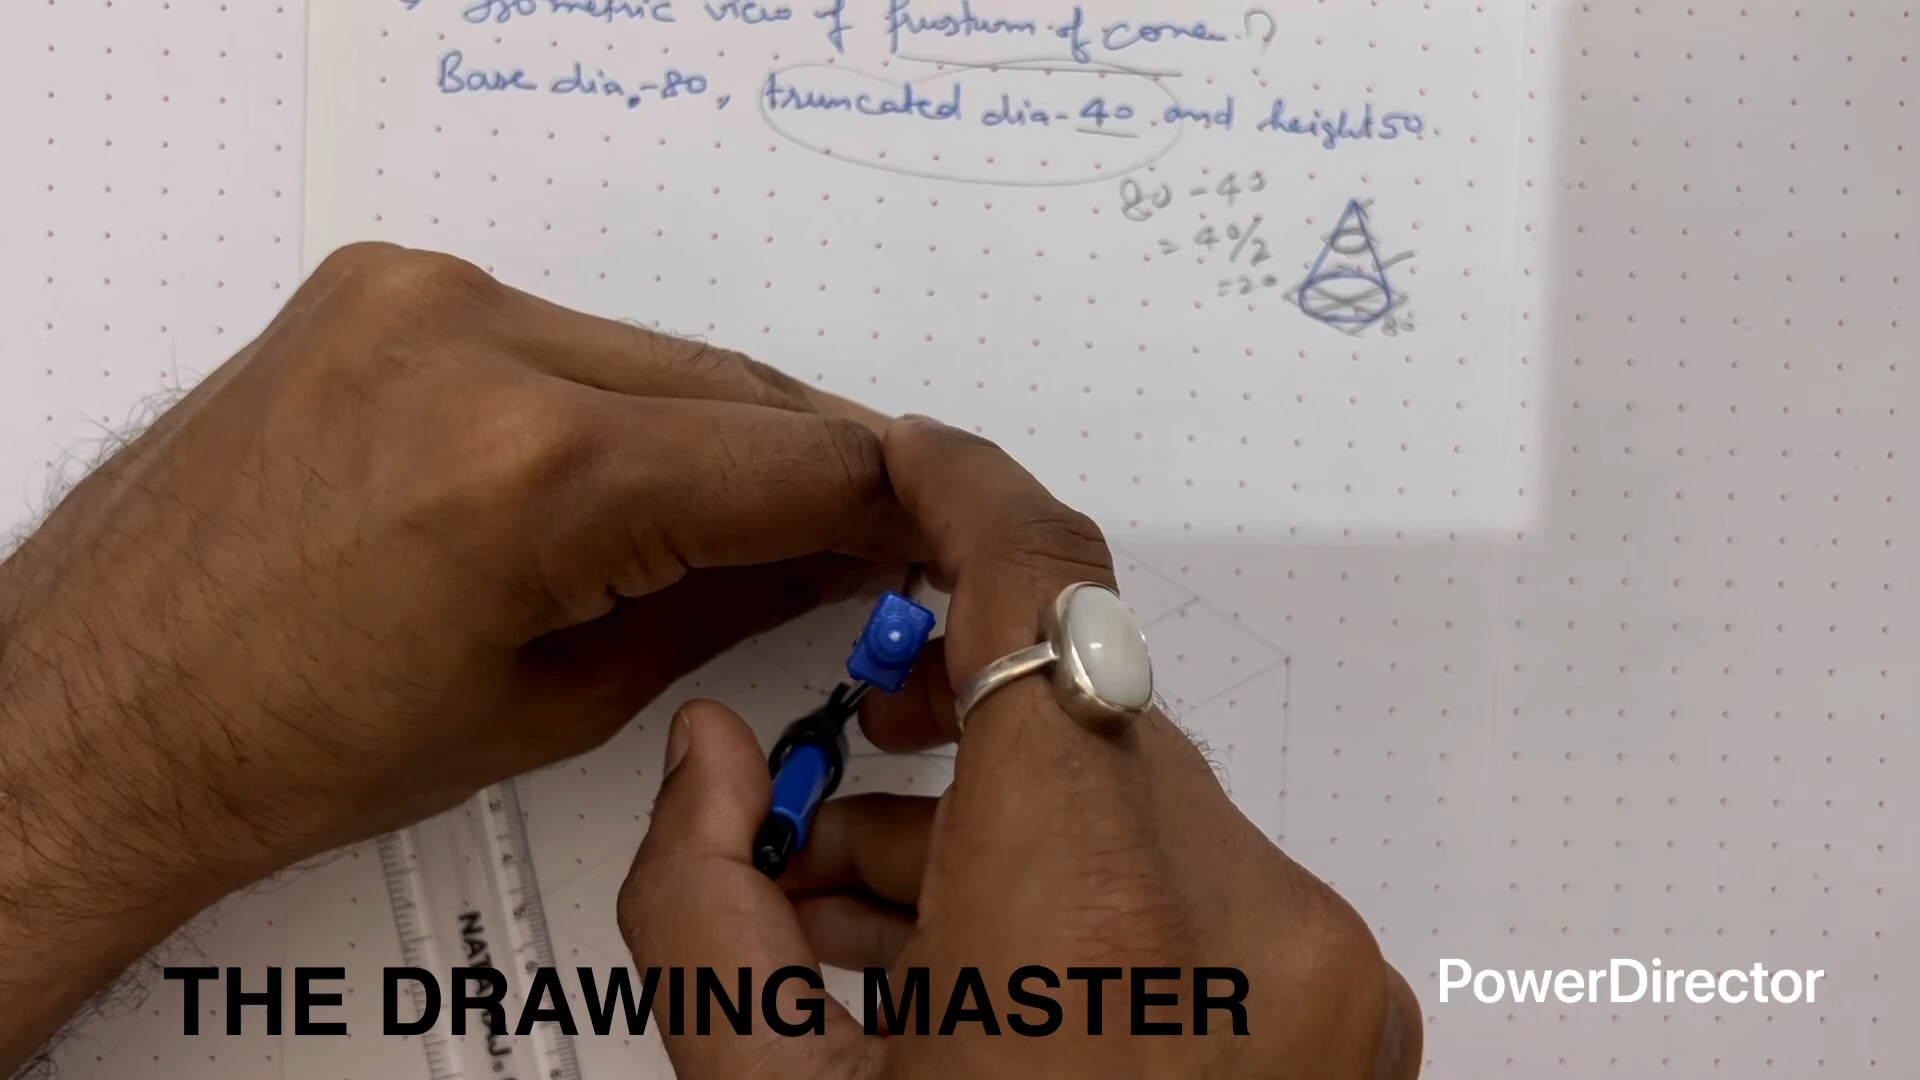 Isometric view of frustum of cone.
Base dia,-80, truncated dia-40 and height 50.
80 - 40
= 40/2
= 20
80
NATARAJ
THE DRAWING MASTER
PowerDirector